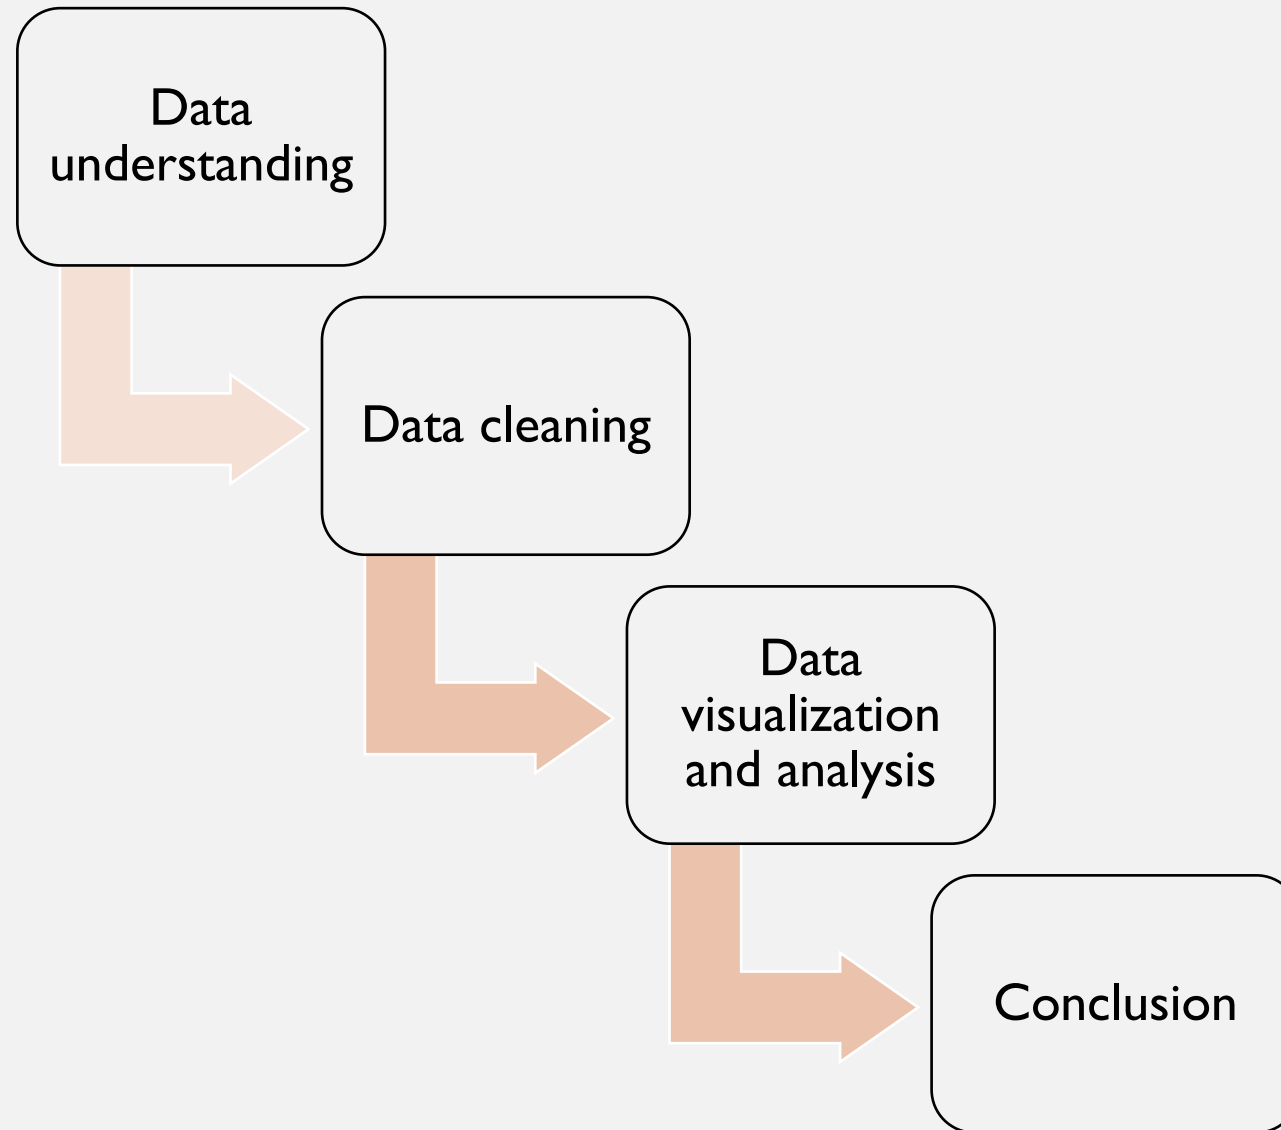 Data
understanding
Data cleaning
Data
visualization
and analysis
Conclusion